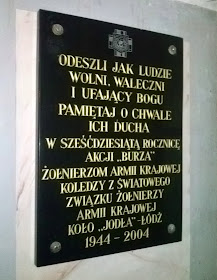 ODESZLI JAK LUDZIE
WOLNI, WALECZNI
I UFAJĄCY BOGU
PAMIĘTAJ O CHWALE
ICH DUCHA
W SZEŚĆDZIESIĄTĄ ROCZNICĘ
AKCJI „BURZA"
ŻOŁNIERZOM ARMII KRAJOWEJ
KOLEDZY Z ŚWIATOWEGO
ZWIĄZKU ŻOŁNIERZY
ARMII KRAJOWEJ
KOŁO „JODŁA"-ŁÓDŹ
1944 - 2004